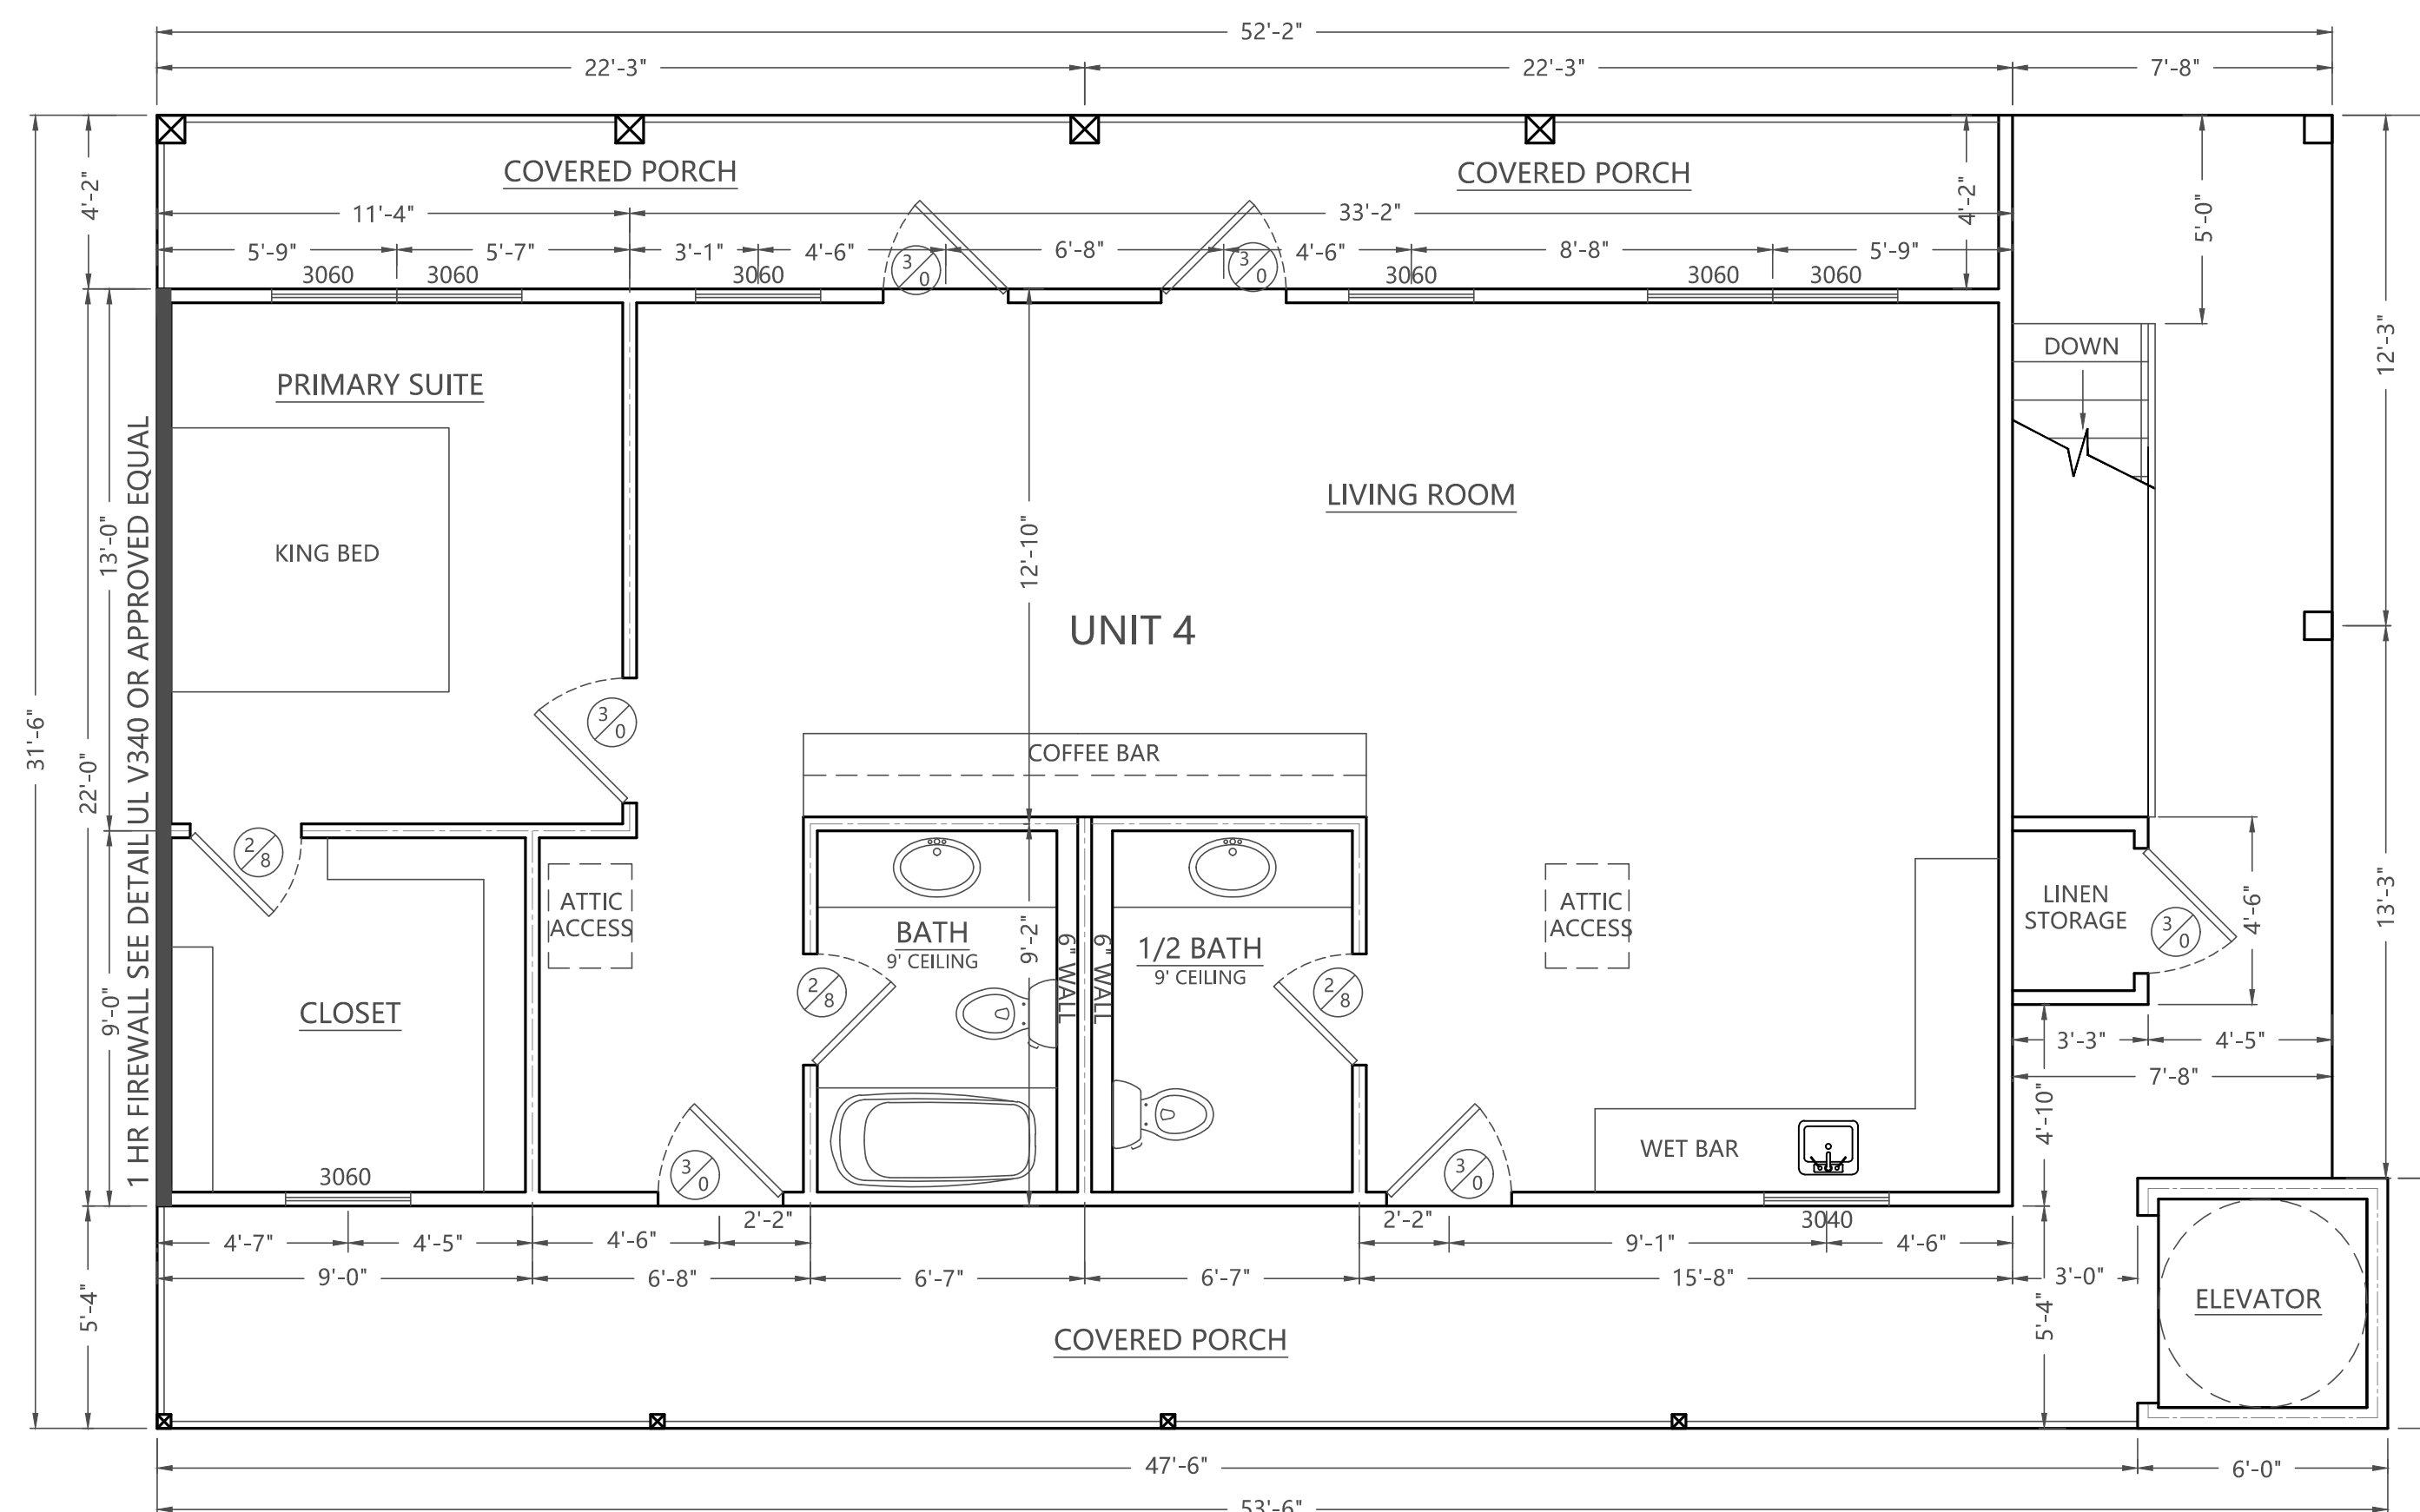 52'-2"
22'-3" 22'-3" 7'-8"
COVERED PORCH COVERED PORCH
4'-2" 4'-2" 5'-0"
11'-4" 33'-2"
5'-9" 5'-7" 3'-1" 4'-6" 6'-8" 4'-6" 8'-8" 5'-9"
3060 3060 3060 3060 3060 3060
3 0
3 0
DOWN
12'-3"
PRIMARY SUITE
LIVING ROOM
KING BED
13'-0"
12'-10"
1 HR FIREWALL SEE DETAIL UL V340 OR APPROVED EQUAL
UNIT 4
31'-6"
22'-0"
3 0
COFFEE BAR
2 8
ATTIC
ACCESS
BATH
9' CEILING
9'-2"
6" WALL
6" WALL
1/2 BATH
9' CEILING
ATTIC
ACCESS
LINEN
STORAGE
3 0
4'-6"
13'-3"
2 8
2 8
9'-0"
CLOSET
3'-3" 4'-5"
7'-8"
4'-10"
WET BAR
3060
3 0
3 0
2'-2" 2'-2" 3040
4'-7" 4'-5" 4'-6" 9'-1" 4'-6"
9'-0" 6'-8" 6'-7" 6'-7" 15'-8" 3'-0"
5'-4" 5'-4"
ELEVATOR
COVERED PORCH
47'-6" 6'-0"
53'-6"